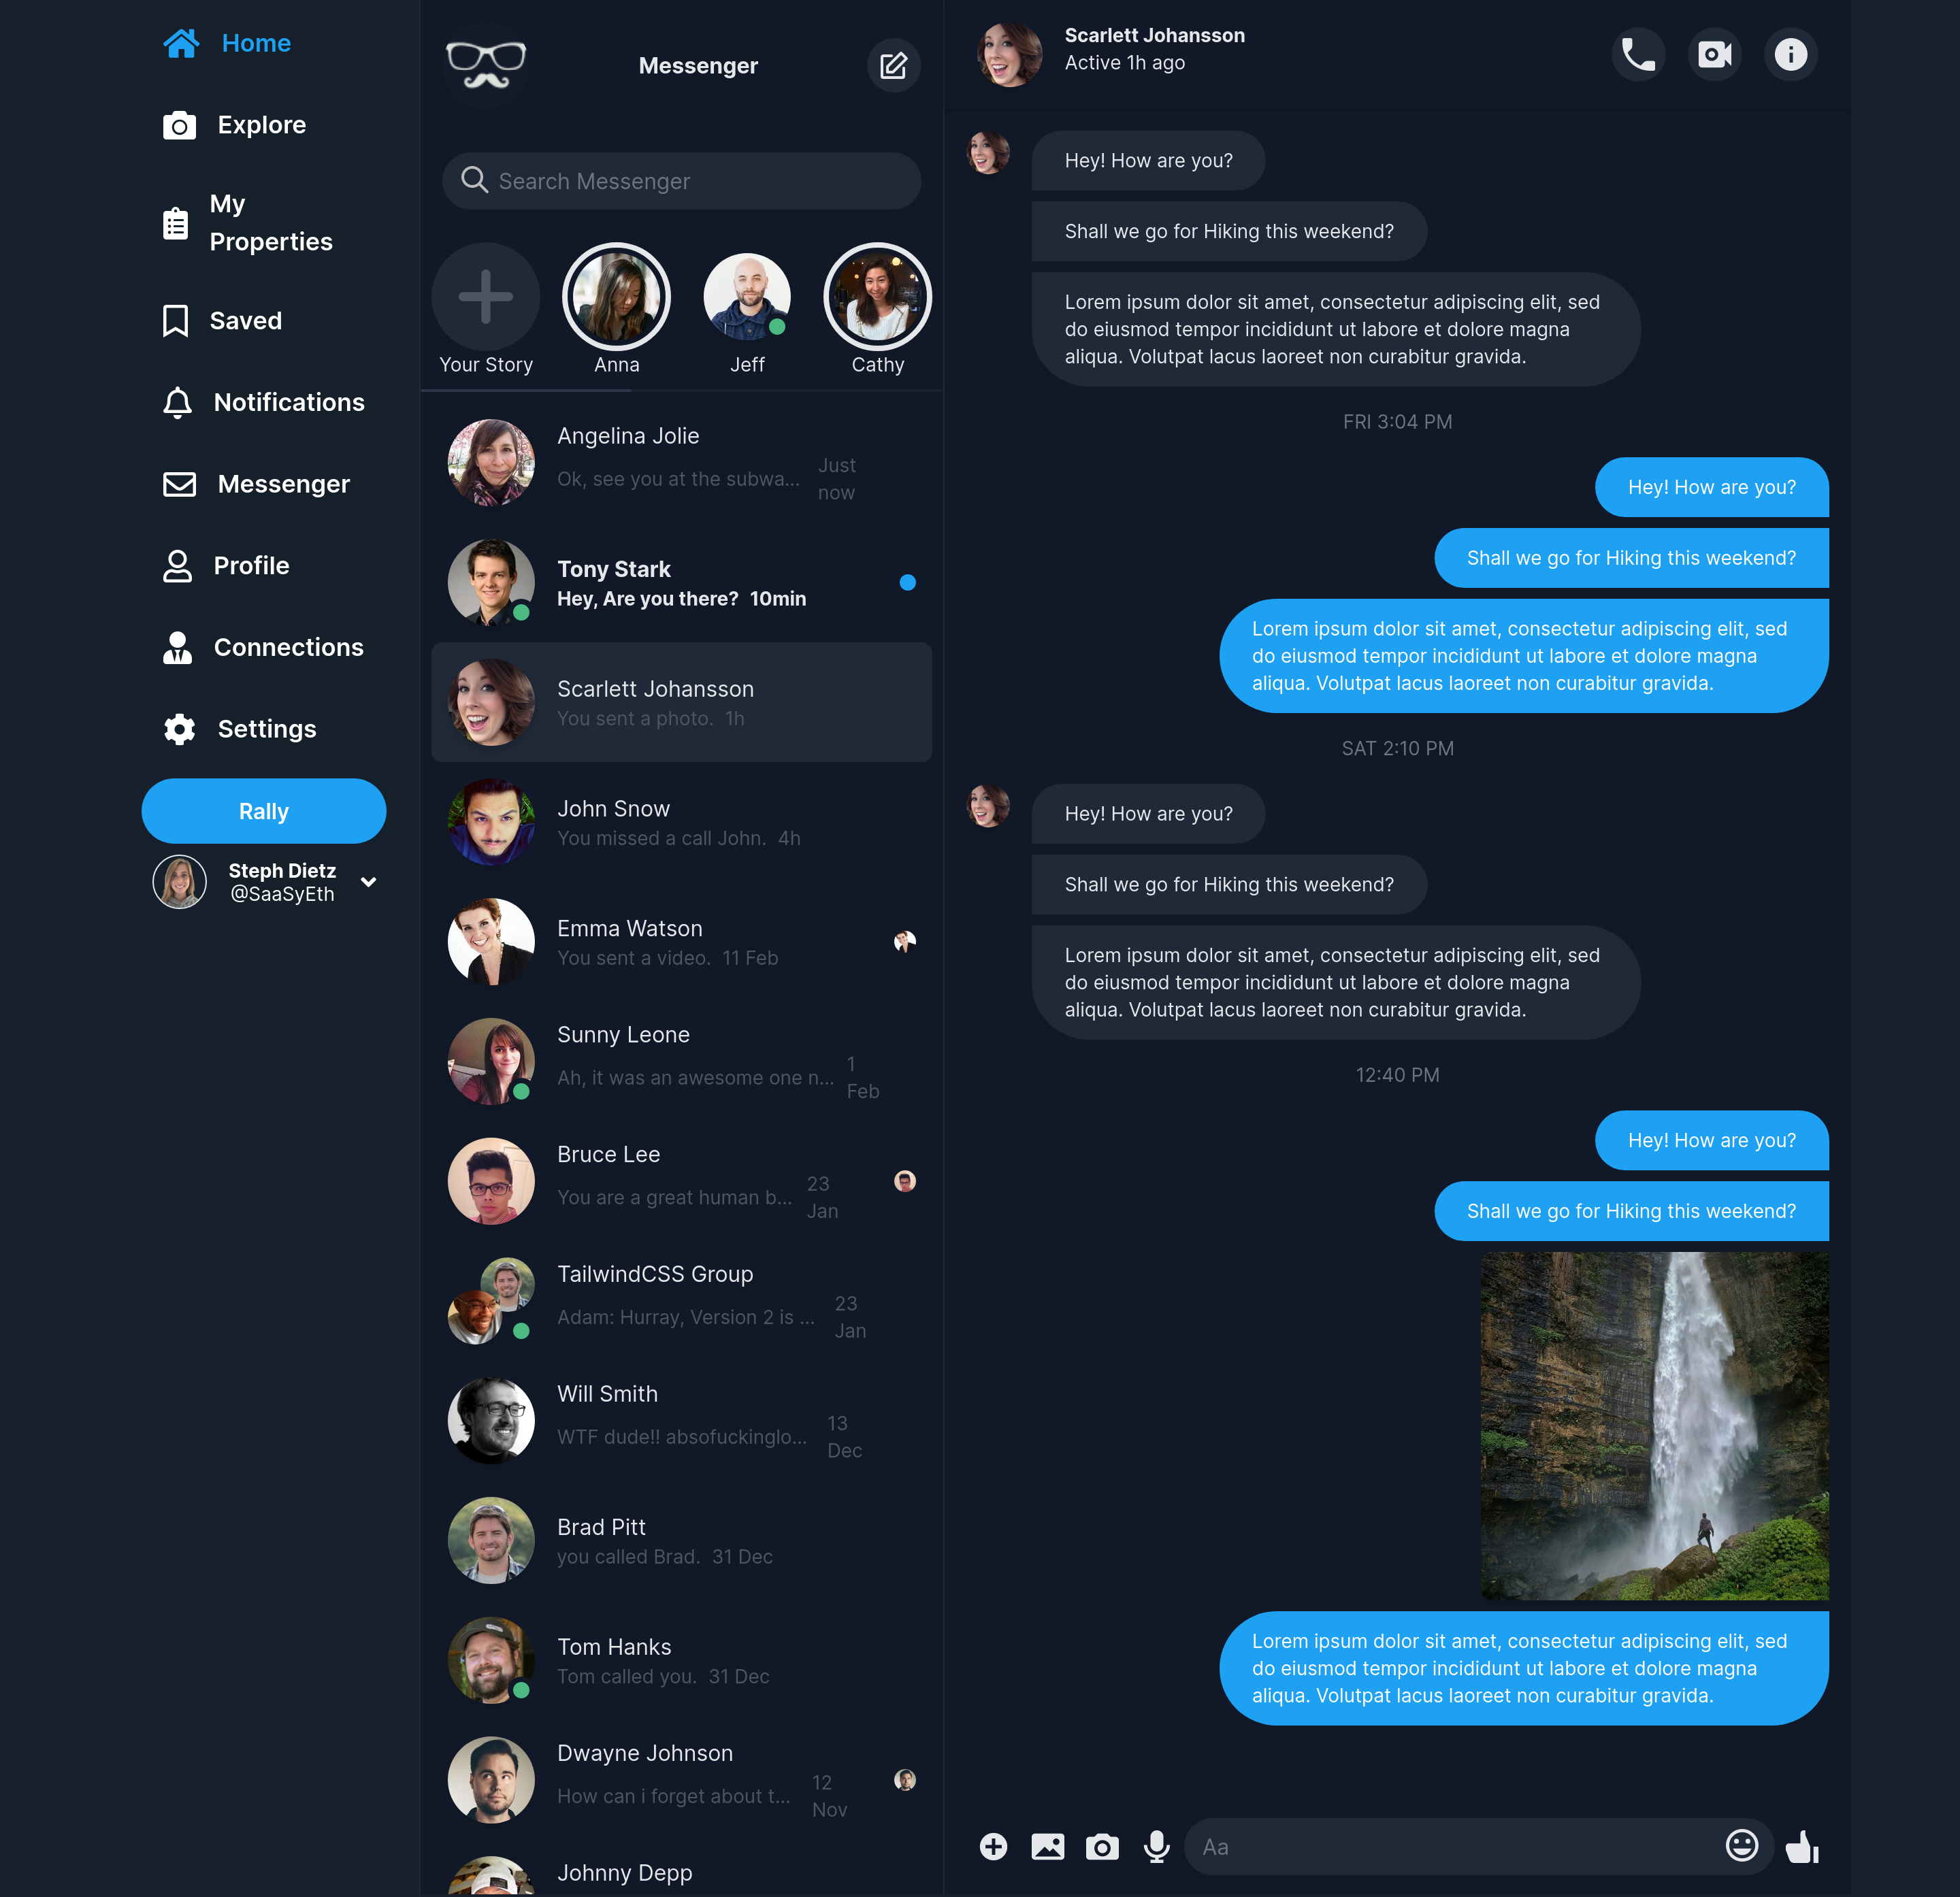 Home
Explore
My
Properties
Saved
Notifications
Messenger
Profile
Connections
Settings
Rally
Steph Dietz
@SaaSyEth
Messenger
Search Messenger
Your Story
Anna
Jeff
Cathy
Angelina Jolie
Ok, see you at the subwa...
Just
now
Tony Stark
Hey, Are you there? 10min
Scarlett Johansson
You sent a photo. 1h
John Snow
You missed a call John. 4h
Emma Watson
You sent a video. 11 Feb
Sunny Leone
Ah, it was an awesome one n...
1
Feb
Bruce Lee
You are a great human b...
23
Jan
TailwindCSS Group
Adam: Hurray, Version 2 is ...
23
Jan
Will Smith
WTF dude!! absofuckinglo...
13
Dec
Brad Pitt
you called Brad. 31 Dec
Tom Hanks
Tom called you. 31 Dec
Dwayne Johnson
How can i forget about t...
12
Nov
Johnny Depp
Scarlett Johansson
Active 1h ago
Hey! How are you?
Shall we go for Hiking this weekend?
Lorem ipsum dolor sit amet, consectetur adipiscing elit, sed
do eiusmod tempor incididunt ut labore et dolore magna
aliqua. Volutpat lacus laoreet non curabitur gravida.
FRI 3:04 PM
Hey! How are you?
Shall we go for Hiking this weekend?
Lorem ipsum dolor sit amet, consectetur adipiscing elit, sed
do eiusmod tempor incididunt ut labore et dolore magna
aliqua. Volutpat lacus laoreet non curabitur gravida.
SAT 2:10 PM
Hey! How are you?
Shall we go for Hiking this weekend?
Lorem ipsum dolor sit amet, consectetur adipiscing elit, sed
do eiusmod tempor incididunt ut labore et dolore magna
aliqua. Volutpat lacus laoreet non curabitur gravida.
12:40 PM
Hey! How are you?
Shall we go for Hiking this weekend?
Lorem ipsum dolor sit amet, consectetur adipiscing elit, sed
do eiusmod tempor incididunt ut labore et dolore magna
aliqua. Volutpat lacus laoreet non curabitur gravida.
Aa